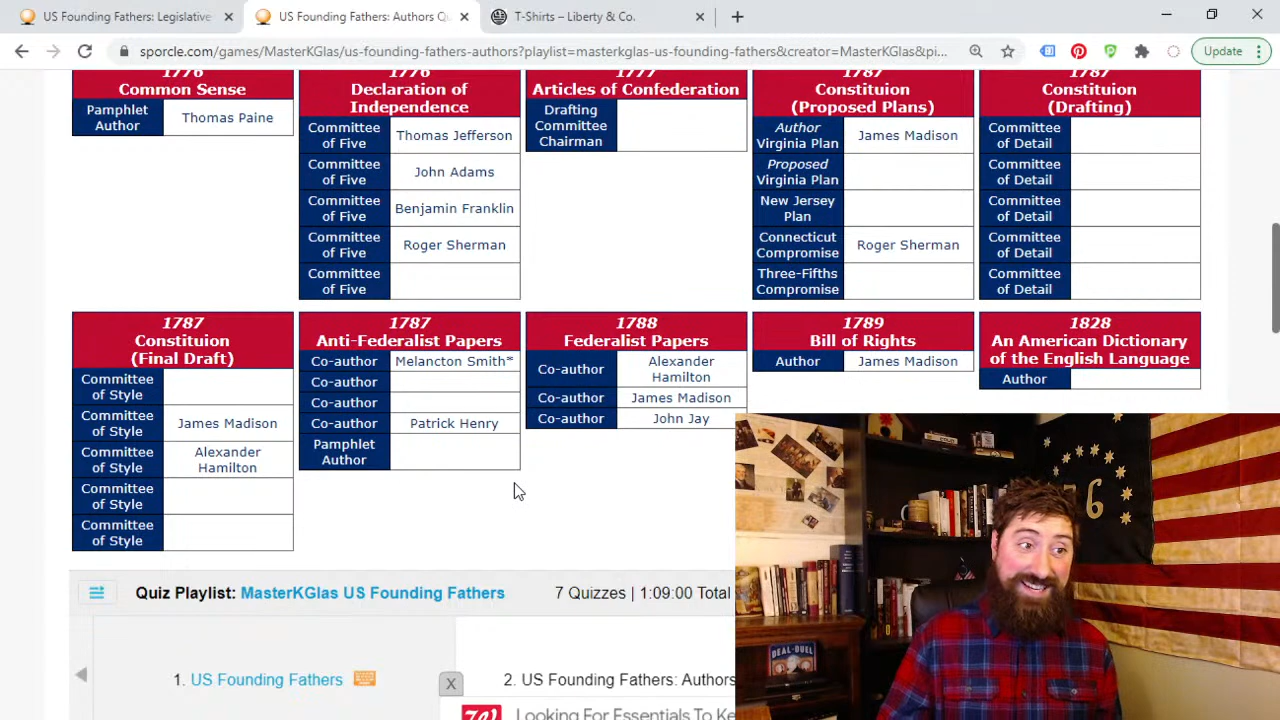 US Founding Fathers: Legislative
US Founding Fathers: Authors Qu
T-Shirts – Liberty & Co.
sporcle.com/games/MasterKGlas/us-founding-fathers-authors?playlist=masterkglas-us-founding-fathers&creator=MasterKGlas&pi...
Update
1776
Common Sense
Pamphlet
Author
Thomas Paine
1776
Declaration of
Independence
Committee
of Five
Thomas Jefferson
Committee
of Five
John Adams
Committee
of Five
Benjamin Franklin
Committee
of Five
Roger Sherman
Committee
of Five
1777
Articles of Confederation
Drafting
Committee
Chairman
1787
Constituion
(Proposed Plans)
Author
Virginia Plan
James Madison
Proposed
Virginia Plan
New Jersey
Plan
Connecticut
Compromise
Roger Sherman
Three-Fifths
Compromise
1787
Constituion
(Drafting)
Committee
of Detail
Committee
of Detail
Committee
of Detail
Committee
of Detail
Committee
of Detail
1787
Constituion
(Final Draft)
Committee
of Style
Committee
of Style
James Madison
Committee
of Style
Alexander
Hamilton
Committee
of Style
Committee
of Style
1787
Anti-Federalist Papers
Co-author
Melancton Smith*
Co-author
Co-author
Co-author
Patrick Henry
Pamphlet
Author
1788
Federalist Papers
Co-author
Alexander
Hamilton
Co-author
James Madison
Co-author
John Jay
1789
Bill of Rights
Author
James Madison
1828
An American Dictionary
of the English Language
Author
Quiz Playlist: MasterKGlas US Founding Fathers
7 Quizzes | 1:09:00 Total
1. US Founding Fathers
2. US Founding Fathers: Authors
X
Looking For Essentials To Ke
76
DEAL-DUEL